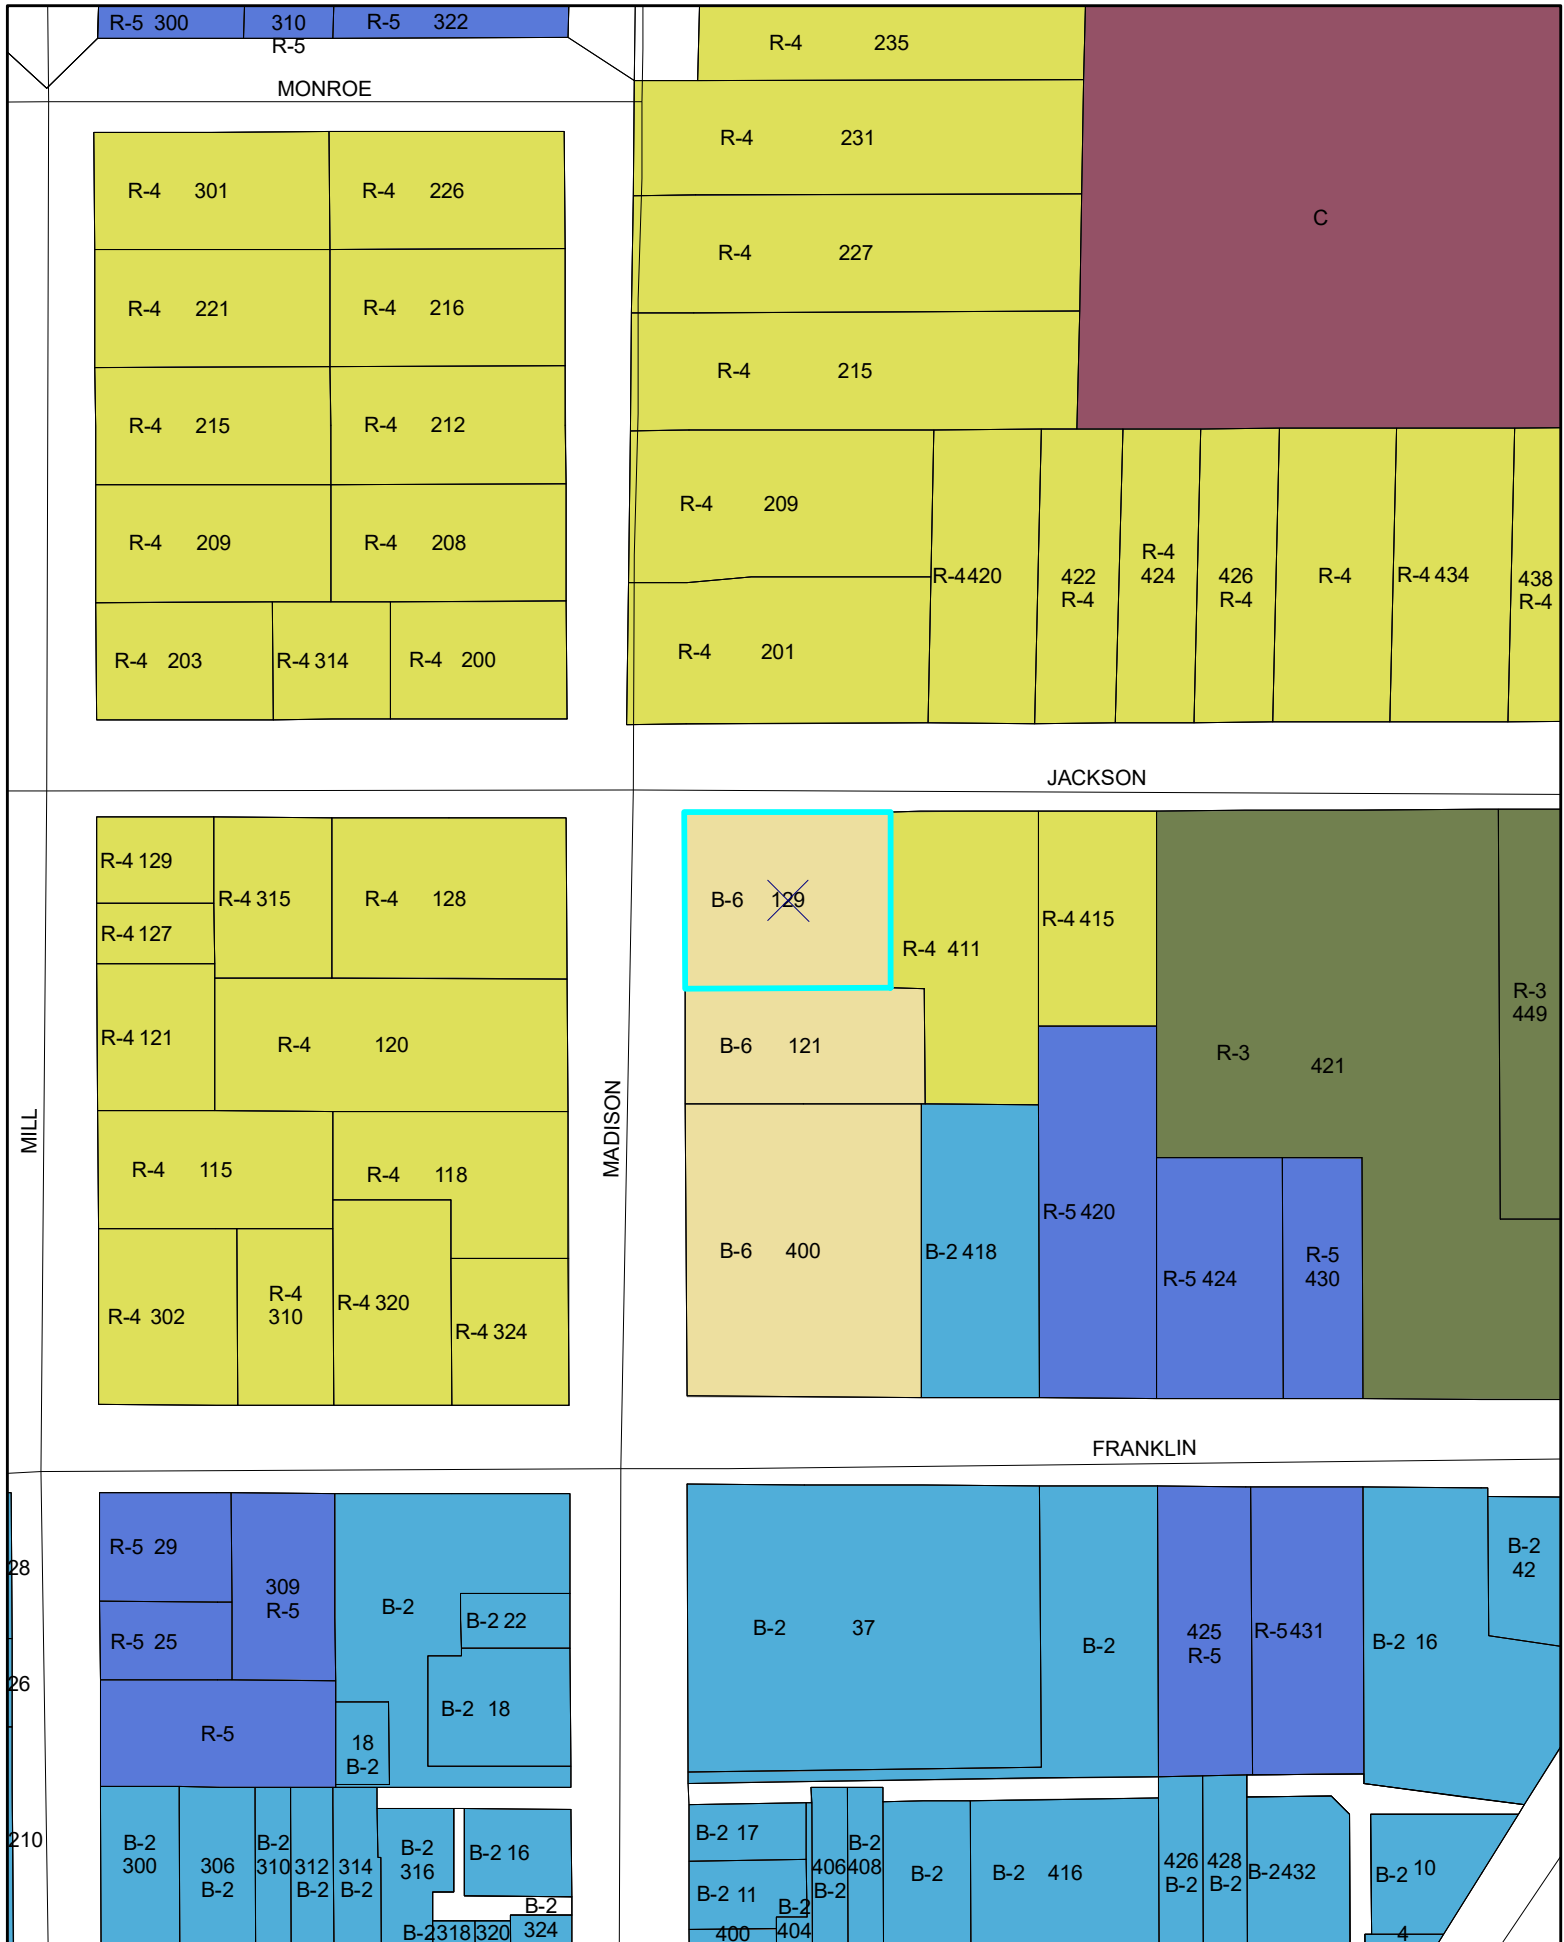 R-5 300
310
R-5
R-5 322
R-4 235
MONROE
R-4 231
C
R-4 301
R-4 226
R-4 227
R-4 221
R-4 216
R-4 215
R-4 215
R-4 212
R-4 209
R-4 209
R-4 208
R-4 420
422
R-4
R-4
424
426
R-4
R-4
R-4 434
438
R-4
R-4 203
R-4 314
R-4 200
R-4 201
JACKSON
R-4 129
R-4 315
R-4 128
B-6 129
R-4 411
R-4 415
R-4 127
R-3
449
R-4 121
R-4 120
B-6 121
R-3 421
MILL
MADISON
R-4 115
R-4 118
R-5 420
B-6 400
B-2 418
R-5 424
R-5
430
R-4 302
R-4
310
R-4 320
R-4 324
FRANKLIN
28
R-5 29
309
R-5
B-2
B-2 22
B-2 37
B-2
425
R-5
R-5 431
B-2 16
B-2
42
R-5 25
26
R-5
B-2 18
18
B-2
210
B-2
300
306
B-2
B-2
310
312
B-2
314
B-2
B-2
316
B-2 16
B-2 17
B-2 11
406
B-2
B-2
408
B-2
B-2 416
426
B-2
428
B-2
B-2 432
B-2 10
B-2
324
B-2 318
320
400
B-2
404
4